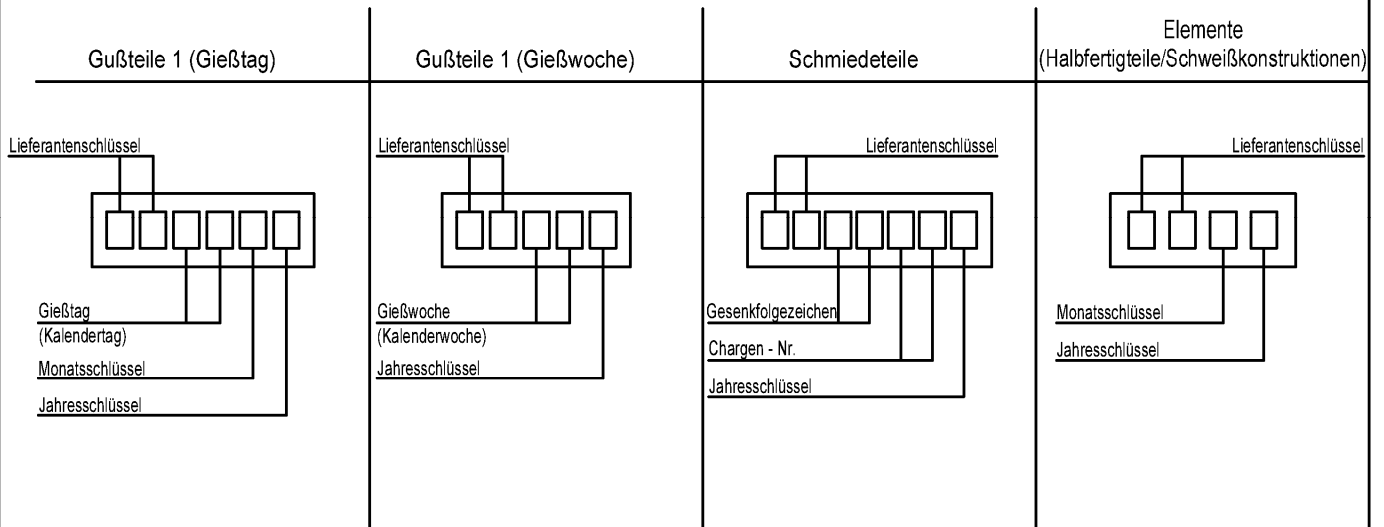 Gußteile 1 (Gießtag)
Lieferantenschlüssel
Gießtag
(Kalendertag)
Monatsschlüssel
Jahresschlüssel
Gußteile 1 (Gießwoche)
Lieferantenschlüssel
Gießwoche
(Kalenderwoche)
Jahresschlüssel
Schmiedeteile
Lieferantenschlüssel
Gesenkfolgezeichen
Chargen - Nr.
Jahresschlüssel
Elemente
(Halbfertigteile/Schweißkonstruktionen)
Lieferantenschlüssel
Monatsschlüssel
Jahresschlüssel